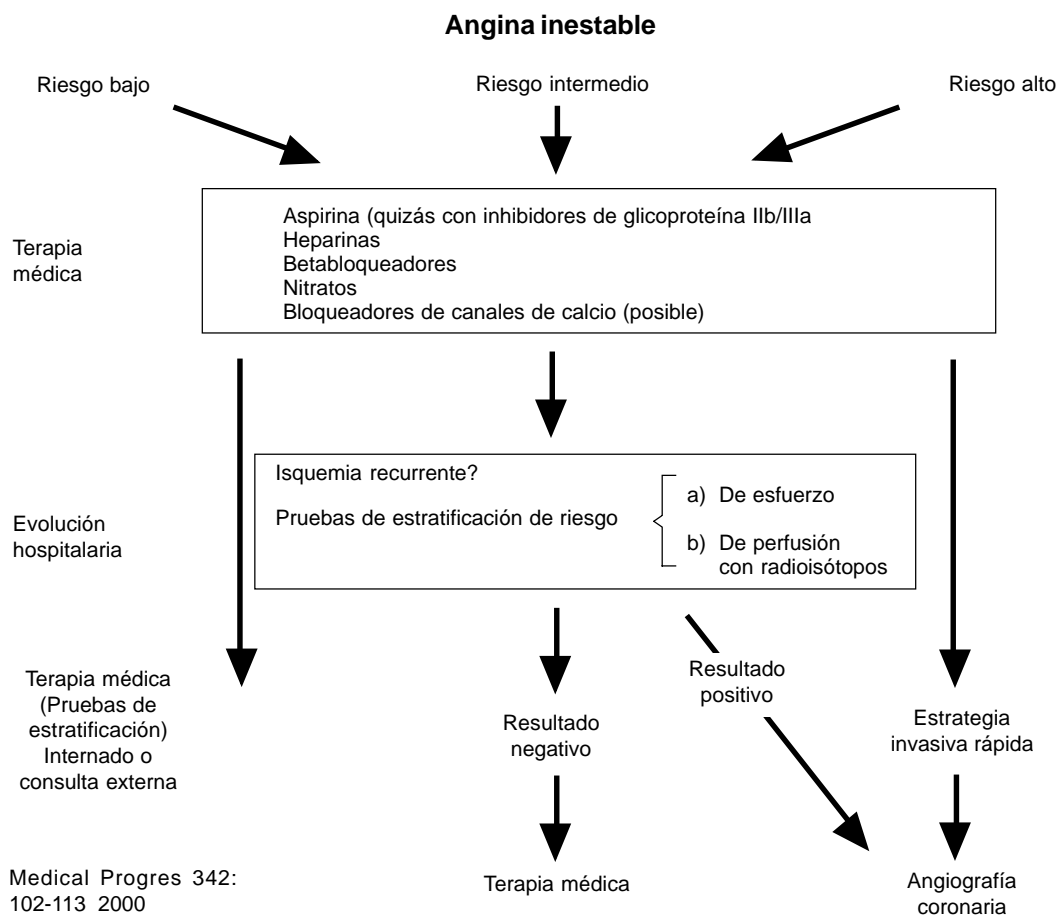 Angina inestable
Riesgo bajo
Riesgo intermedio
Riesgo alto
Terapia
médica
Aspirina (quizás con inhibidores de glicoproteína IIb/IIIa
Heparinas
Betabloqueadores
Nitratos
Bloqueadores de canales de calcio (posible)
Evolución
hospitalaria
Isquemia recurrente?
Pruebas de estratificación de riesgo
a) De esfuerzo
b) De perfusión
con radioisótopos
Terapia médica
(Pruebas de
estratificación)
Internado o
consulta externa
Resultado
negativo
Resultado
positivo
Estrategia
invasiva rápida
Terapia médica
Angiografía
coronaria
Medical Progres 342:
102-113 2000